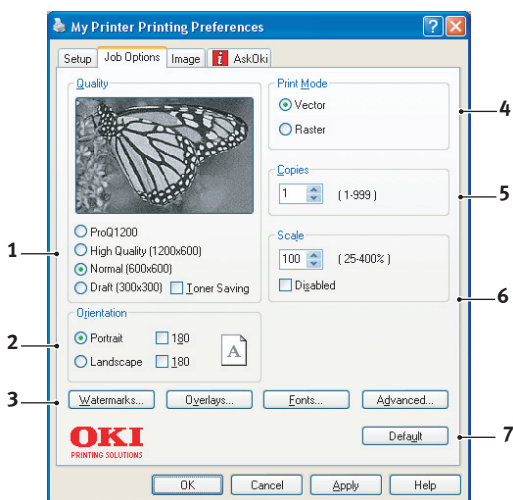 My Printer Printing Preferences
Setup Job Options Image i AskOki
Quality
ProQ1200
High Quality (1200x600)
Normal (600x600)
Draft (300x300) Toner Saving
Print Mode
Vector
Raster
Copies
1 (1-999)
Scale
100 (25-400%)
Disabled
Orientation
Portrait 180
Landscape 180
A
Watermarks... Overlays... Fonts... Advanced...
OKI
PRINTING SOLUTIONS
Default
OK Cancel Apply Help
1
2
3
4
5
6
7